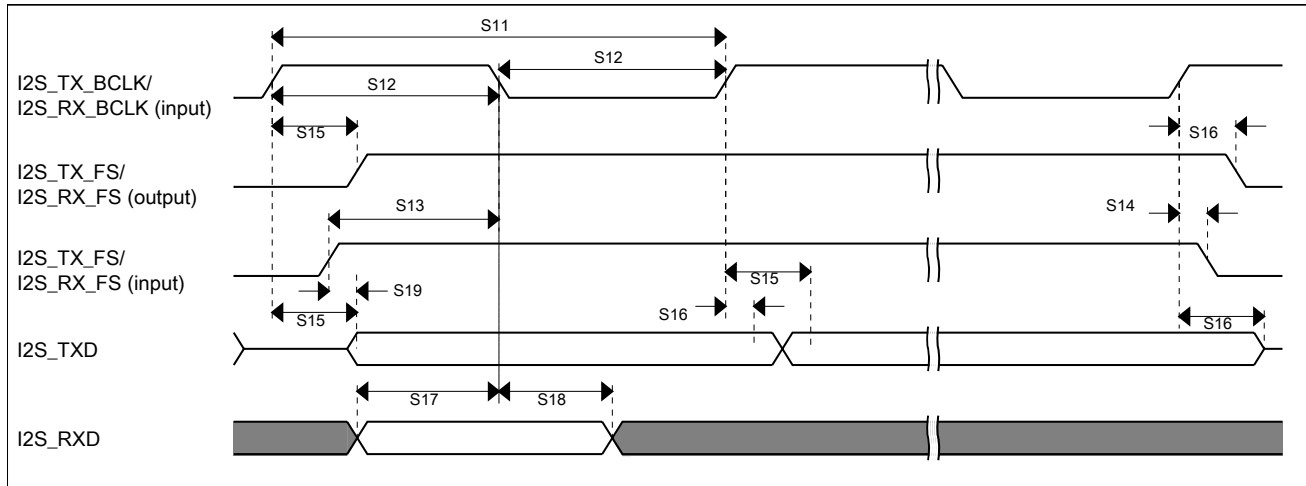 S11
I2S_TX_BCLK/
I2S_RX_BCLK (input)
S12
S12
S15
S16
I2S_TX_FS/
I2S_RX_FS (output)
S13
S14
I2S_TX_FS/
I2S_RX_FS (input)
S15
S19
S15
S16
S16
I2S_TXD
S17
S18
I2S_RXD